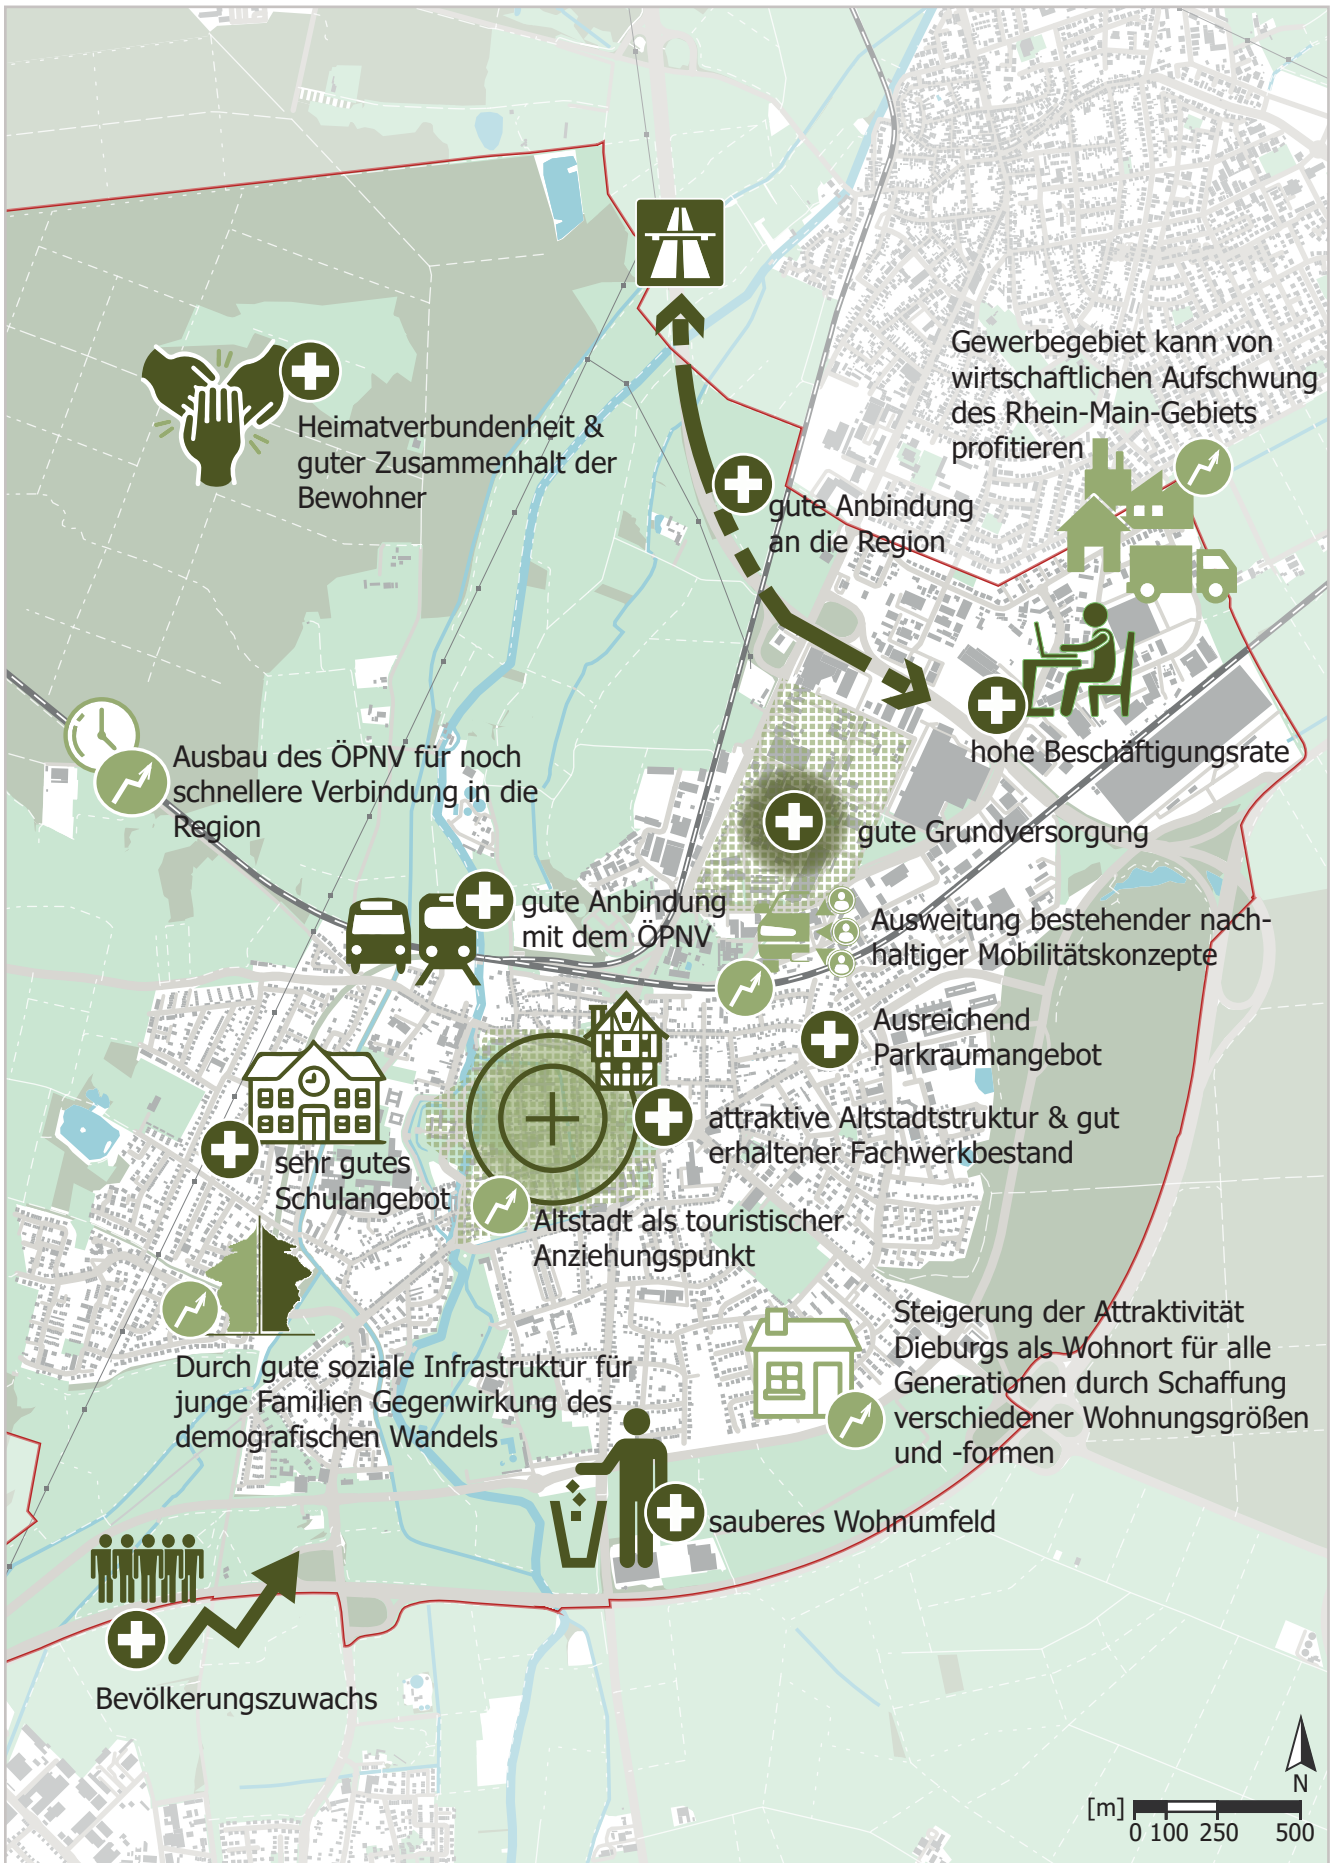 Gewerbegebiet kann von
wirtschaftlichen Aufschwung
des Rhein-Main-Gebiets
profitieren
Heimatverbundenheit &
guter Zusammenhalt der
Bewohner
gute Anbindung
an die Region
hohe Beschäftigungsrate
Ausbau des ÖPNV für noch
schnellere Verbindung in die
Region
gute Grundversorgung
gute Anbindung
mit dem ÖPNV
Ausweitung bestehender nach-
haltiger Mobilitätskonzepte
Ausreichend
Parkraumangebot
attraktive Altstadtstruktur & gut
erhaltener Fachwerkbestand
sehr gutes
Schulangebot
Altstadt als touristischer
Anziehungspunkt
Steigerung der Attraktivität
Dieburgs als Wohnort für alle
Generationen durch Schaffung
verschiedener Wohnungsgrößen
und -formen
Durch gute soziale Infrastruktur für
junge Familien Gegenwirkung des
demografischen Wandels
sauberes Wohnumfeld
Bevölkerungszuwachs
N
[m]
0 100 250 500